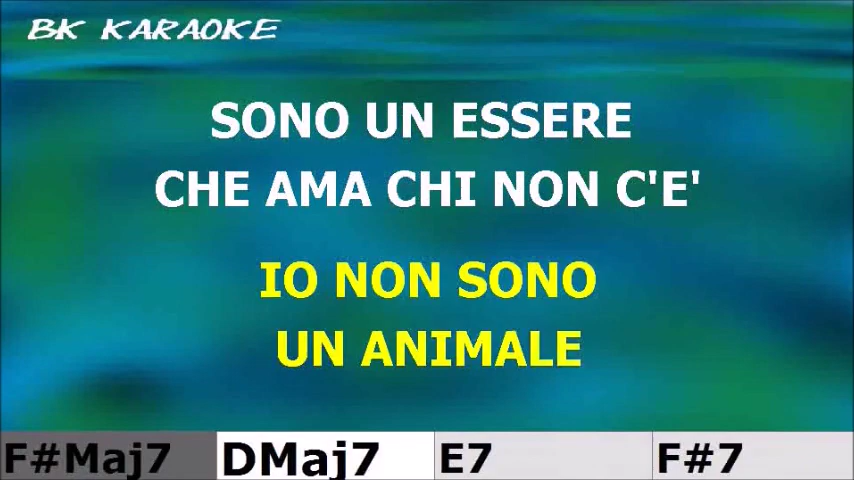 BK KARAOKE
SONO UN ESSERE
CHE AMA CHI NON C'E'
IO NON SONO
UN ANIMALE
F#Maj7 DMaj7 E7 F#7